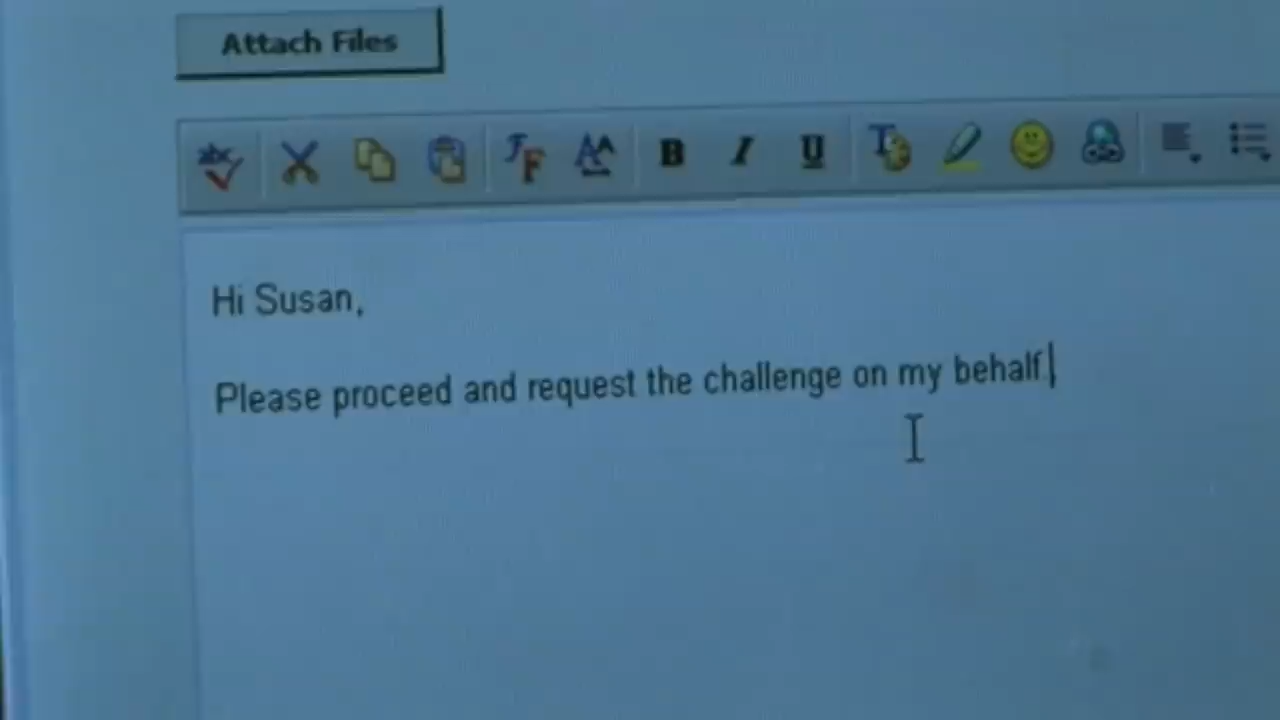 Attach Files
B I U
Hi Susan,
Please proceed and request the challenge on my behalf.